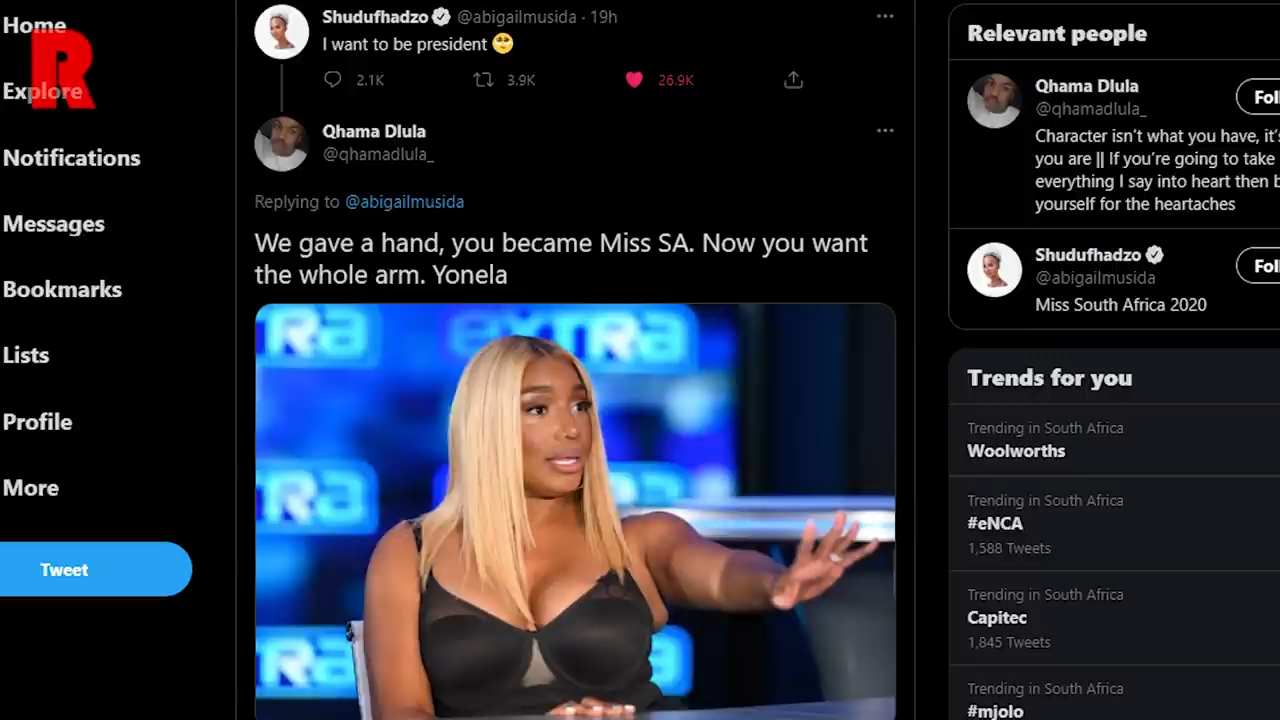 Home
R
Explore
Notifications
Messages
Bookmarks
Lists
Profile
More
Tweet
Shudufhadzo @abigailmusida · 19h
I want to be president 🥺
2.1K 3.9K 26.9K
Qhama Dlula
@qhamadlula_
Replying to @abigailmusida
We gave a hand, you became Miss SA. Now you want
the whole arm. Yonela
extra
Relevant people
Qhama Dlula
@qhamadlula_
Fol
Character isn't what you have, it's
you are || If you're going to take
everything I say into heart then b
yourself for the heartaches
Shudufhadzo
@abigailmusida
Fol
Miss South Africa 2020
Trends for you
Trending in South Africa
Woolworths
Trending in South Africa
#eNCA
1,588 Tweets
Trending in South Africa
Capitec
1,845 Tweets
Trending in South Africa
#mjolo